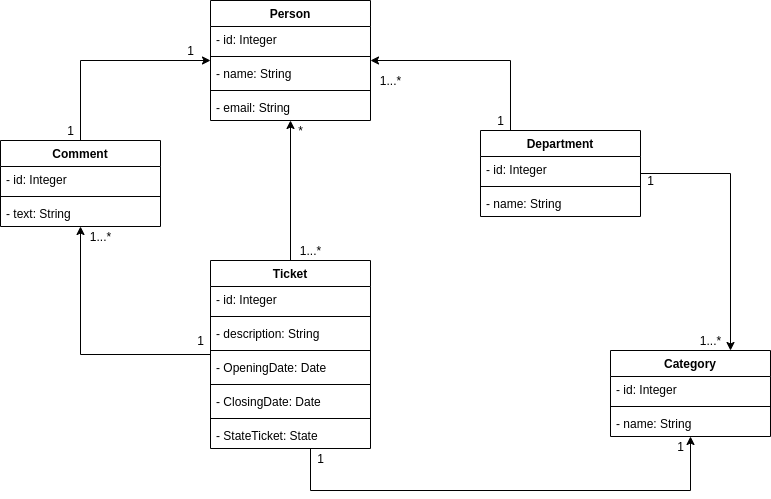 Person
- id: Integer
- name: String
- email: String
1
1...*
1
*
1
Comment
- id: Integer
- text: String
1...*
Department
- id: Integer
- name: String
1
1...*
Ticket
- id: Integer
- description: String
- OpeningDate: Date
- ClosingDate: Date
- StateTicket: State
1
1
1...*
Category
- id: Integer
- name: String
1